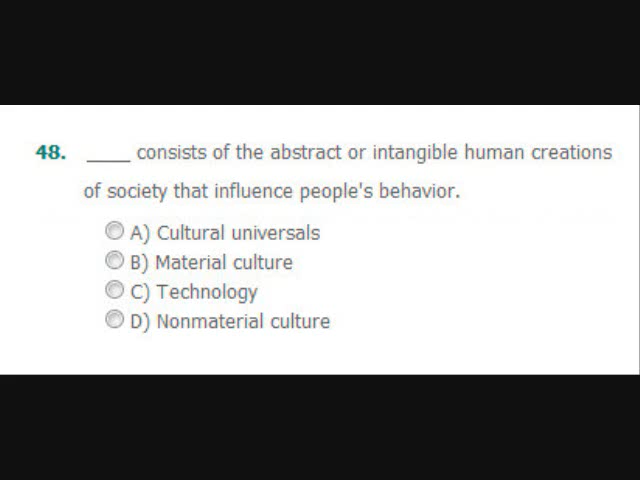 48. ____ consists of the abstract or intangible human creations
of society that influence people's behavior.
A) Cultural universals
B) Material culture
C) Technology
D) Nonmaterial culture